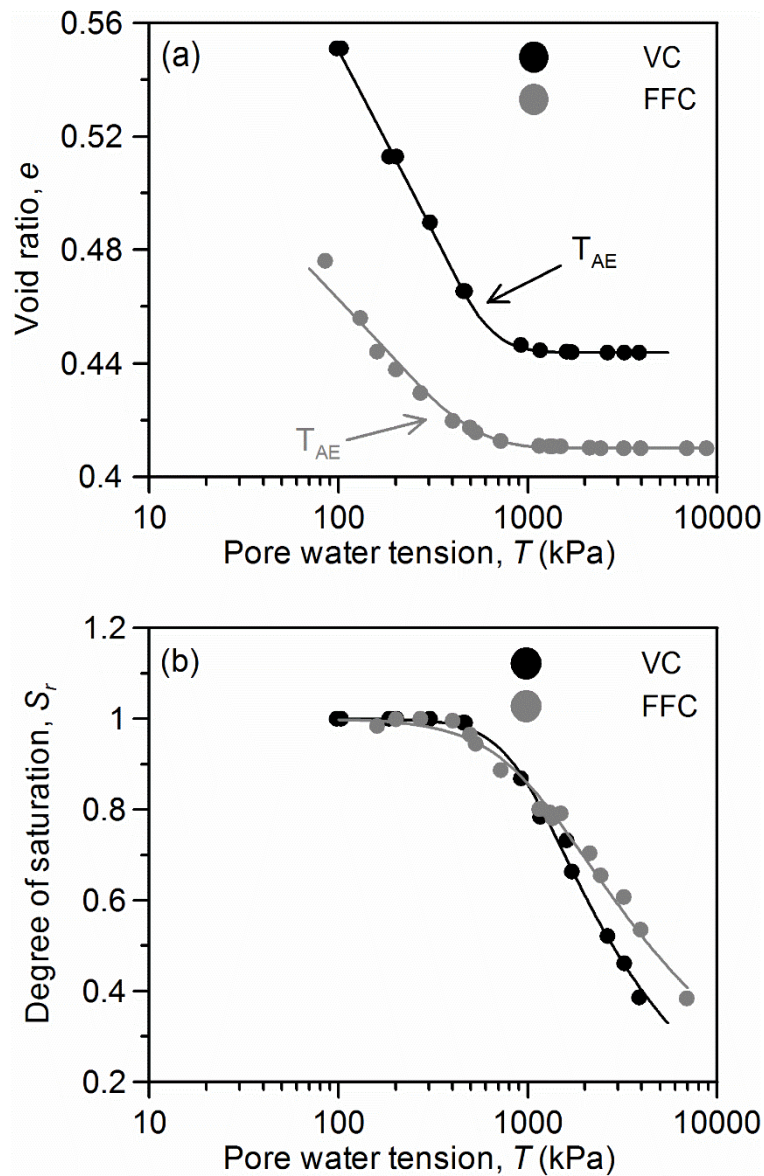 (a)
VC
FFC
0.56
0.52
0.48
0.44
0.4
Void ratio, e
T_AE
T_AE
10
100
1000
10000
Pore water tension, T (kPa)
(b)
VC
FFC
1.2
1
0.8
0.6
0.4
0.2
Degree of saturation, S_r
10
100
1000
10000
Pore water tension, T (kPa)